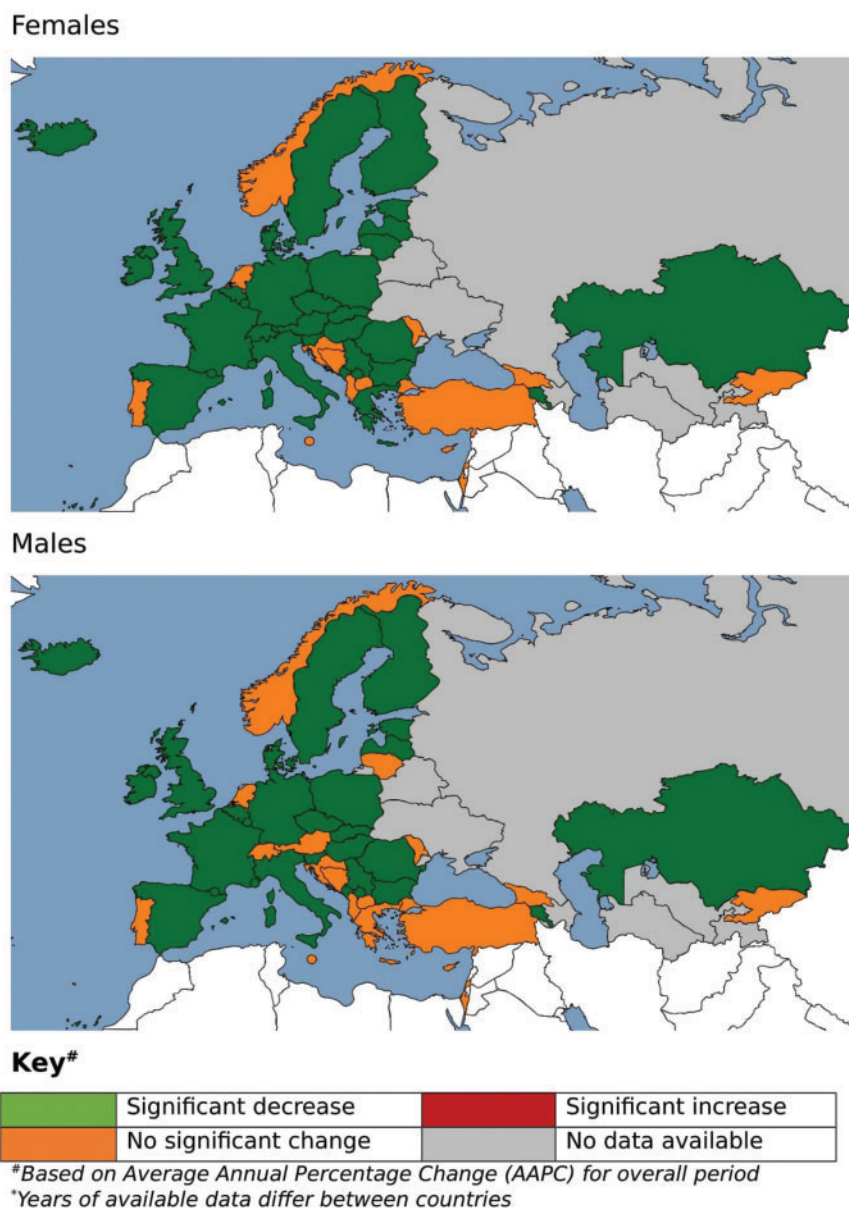 Females
Males
Key#
Significant decrease
Significant increase
No significant change
No data available
#Based on Average Annual Percentage Change (AAPC) for overall period
*Years of available data differ between countries